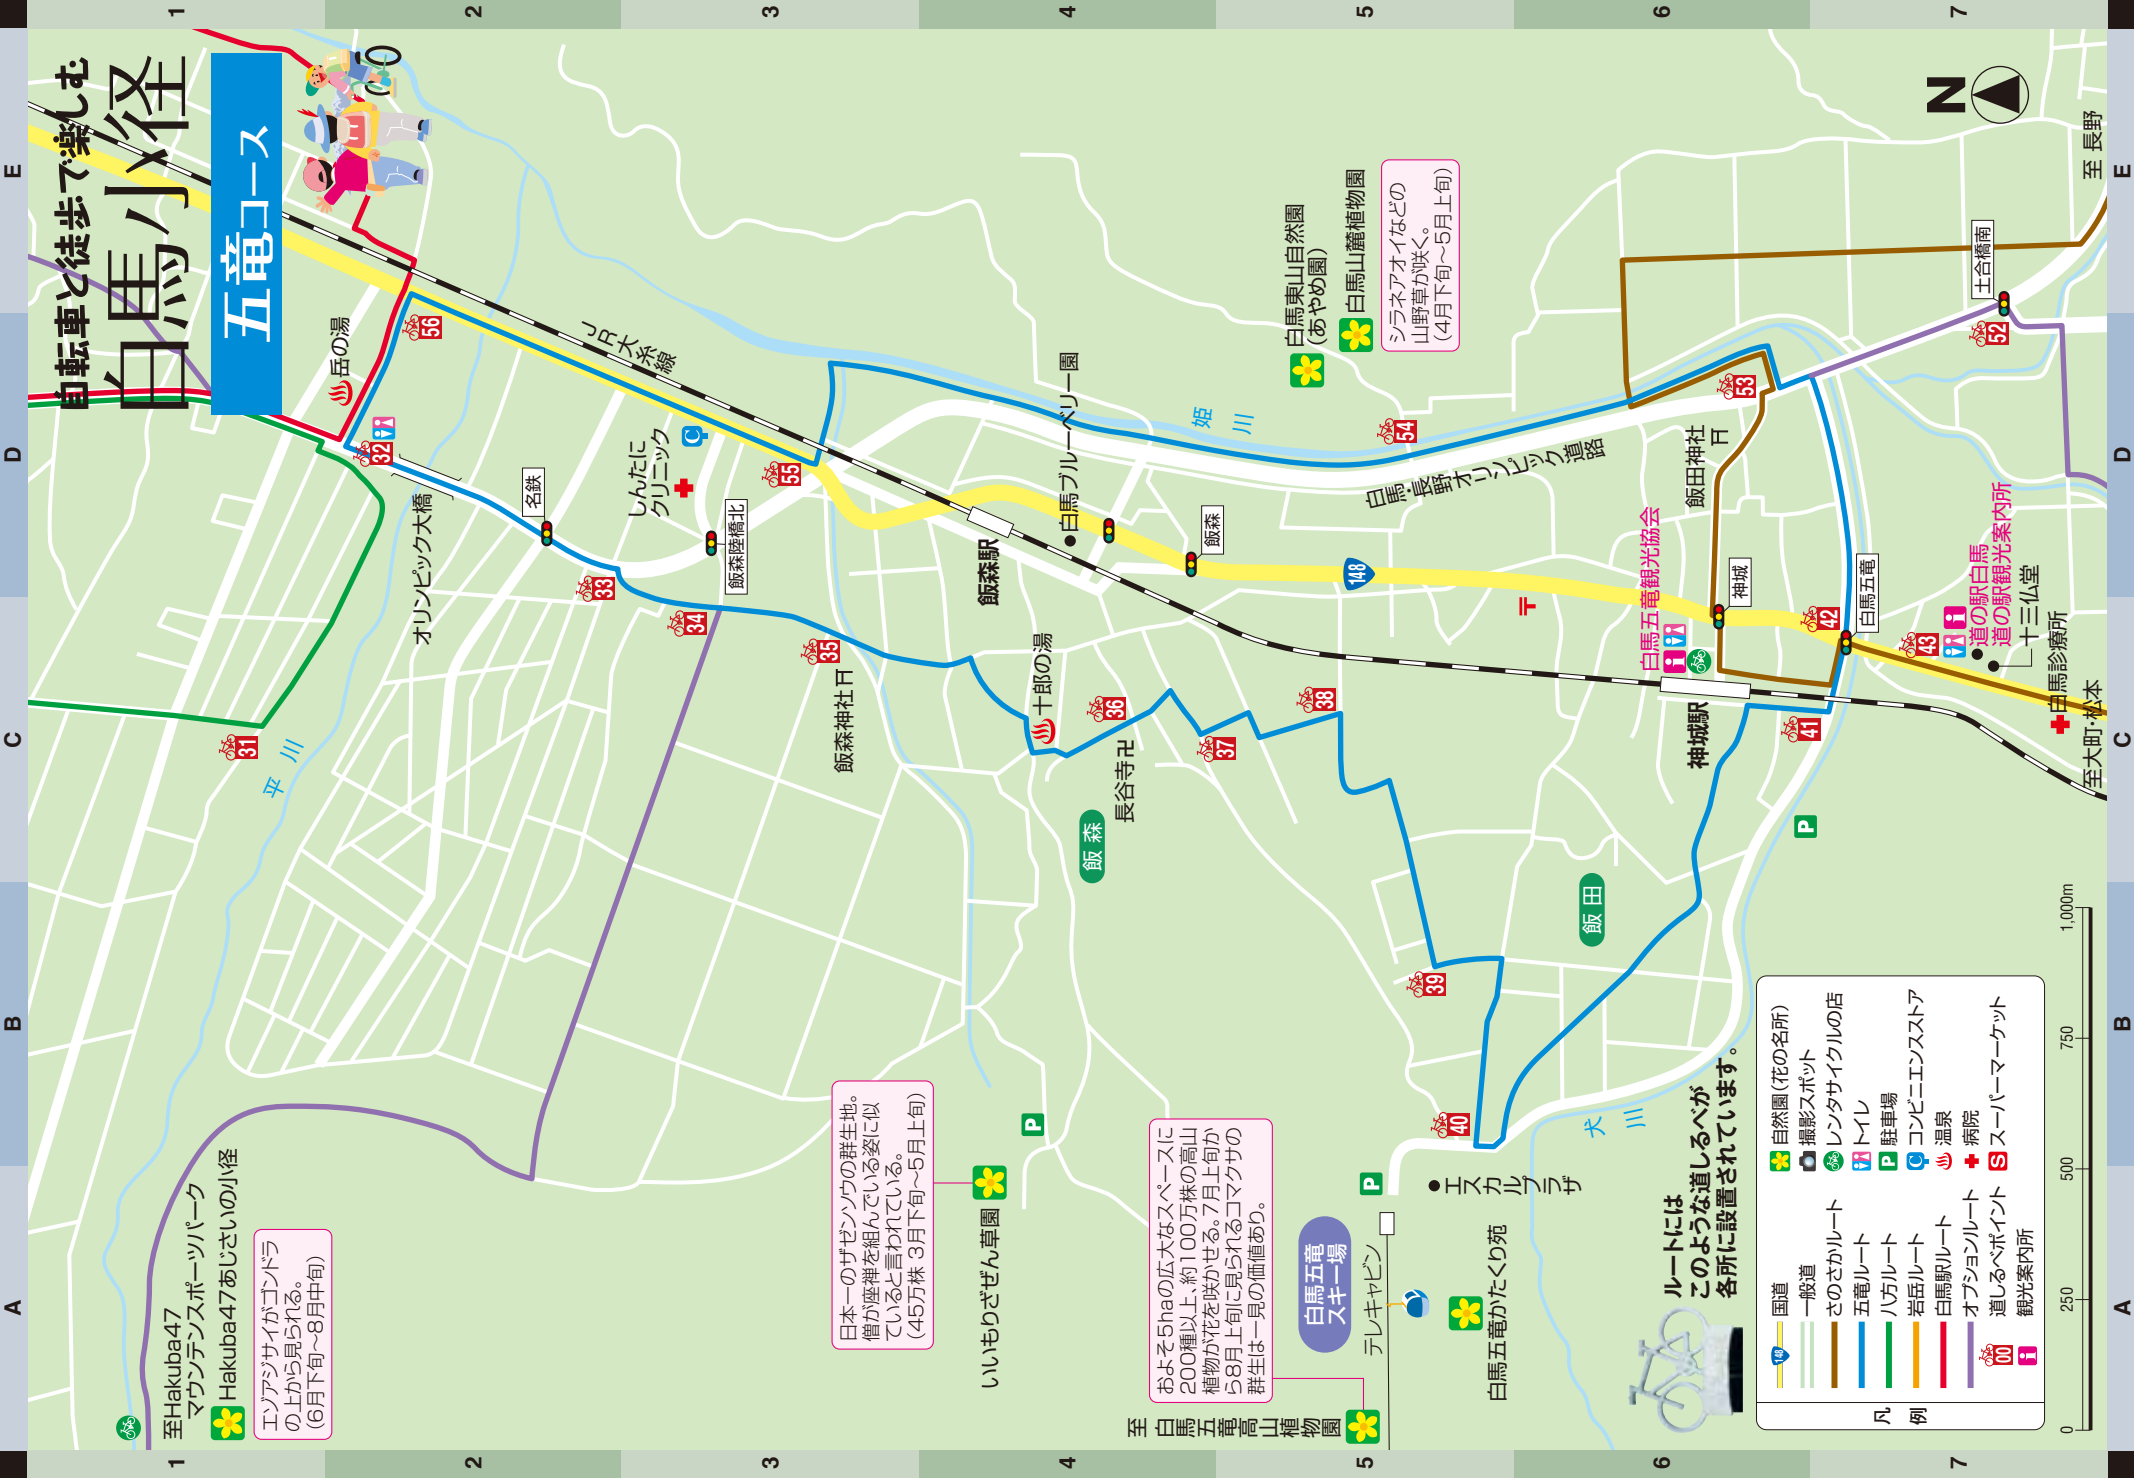 自転車と徒歩で楽しむ
白馬小径
五竜コース
1
2
3
4
5
6
7
1
2
3
4
5
6
7
E
D
C
B
A
E
D
C
B
A
N
至 長野
土合橋南
52
53
54
55
56
岳の湯
32
31
平川
オリンピック大橋
名鉄
しんたに
クリニック
飯森陸橋北
JR大糸線
33
34
35
飯森神社
飯森駅
白馬ブルーベリー園
飯森
148
姫川
白馬東山自然園
(あやめ園)
白馬山麓植物園
シラネアオイなどの
山野草が咲く。
(4月下旬〜5月上旬)
白馬・長野オリンピック道路
飯田神社
白馬五竜観光協会
神城
神城駅
白馬五竜
41
42
43
道の駅白馬
道の駅観光案内所
十三仏堂
白馬診療所
至大町・松本
十郎の湯
36
長谷寺
37
38
飯森
飯田
39
40
犬川
エスカルプラザ
白馬五竜
スキー場
テレキャビン
白馬五竜かたくり苑
至 白馬五竜高山植物園
およそ5haの広大なスペースに
200種以上、約100万株の高山
植物が花を咲かせる。7月上旬か
ら8月上旬に見られるコマクサの
群生は一見の価値あり。
いいもりざぜん草園
日本一のザゼンソウの群生地。
僧が座禅を組んでいる姿に似
ていると言われている。
(45万株 3月下旬〜5月上旬)
至Hakuba47
マウンテンスポーツパーク
Hakuba47あじさいの小径
エゾアジサイがゴンドラ
の上から見られる。
(6月下旬〜8月中旬)
P
P
P
C
ルートには
このような道しるべが
各所に設置されています。
凡例
148 国道
一般道
さのさかルート
五竜ルート
八方ルート
岩岳ルート
白馬駅ルート
オプションルート
00 道しるべポイント
i 観光案内所
自然園(花の名所)
撮影スポット
レンタサイクルの店
トイレ
P 駐車場
C コンビニエンスストア
温泉
病院
S スーパーマーケット
0
250
500
750
1,000m